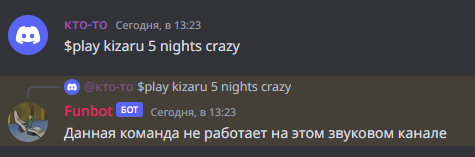 кто-то Сегодня, в 13:23
$play kizaru 5 nights crazy
@кто-то $play kizaru 5 nights crazy
Funbot БОТ Сегодня, в 13:23
Данная команда не работает на этом звуковом канале